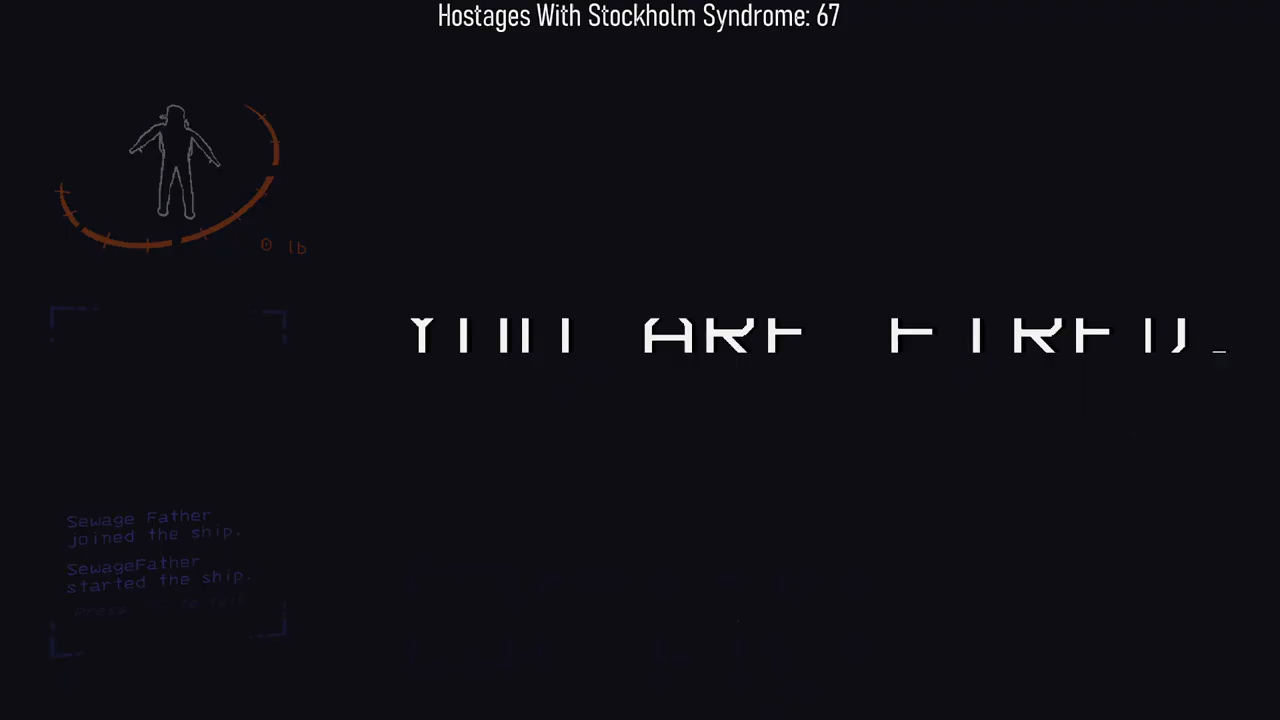 Hostages With Stockholm Syndrome: 67
0 lb
YOU ARE FIRED.
Sewage Father
joined the ship.
SewageFather
started the ship.
Press